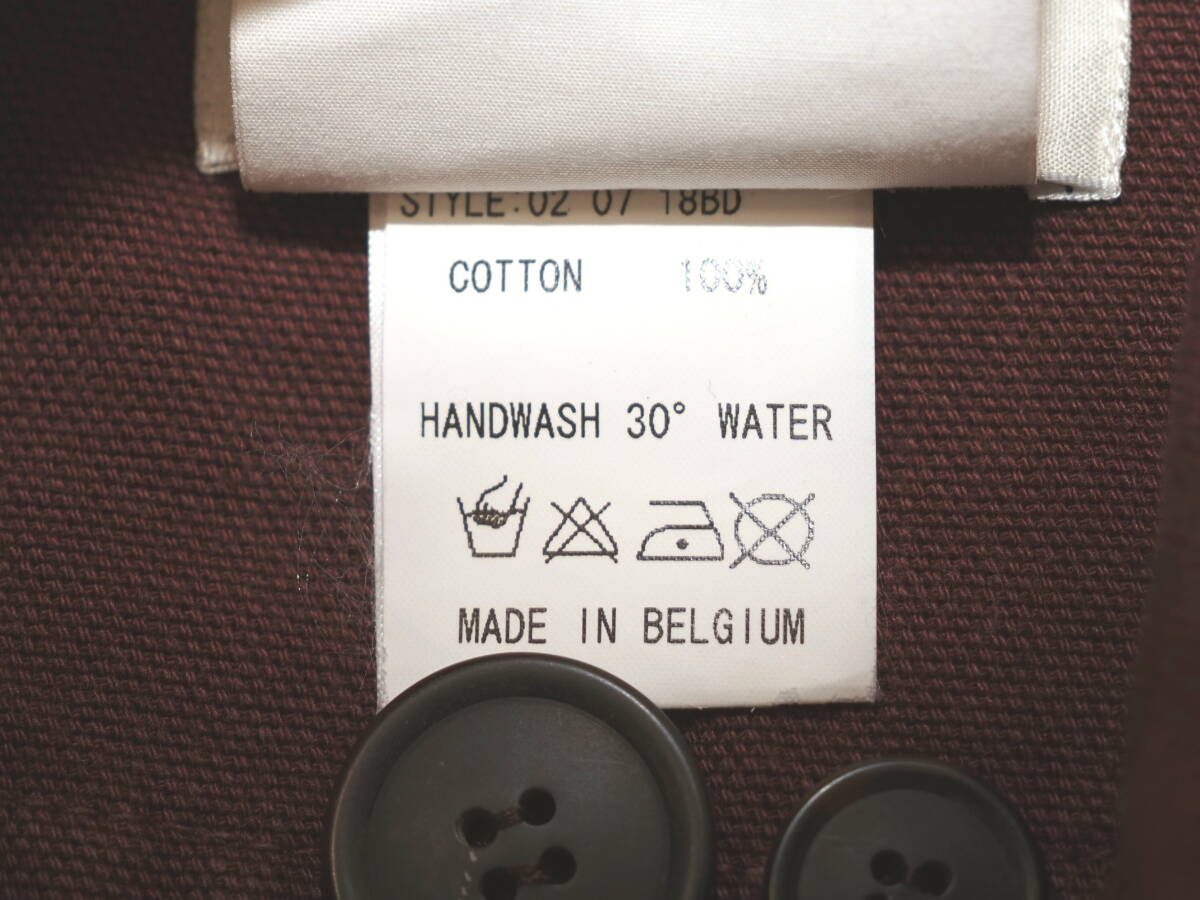 STYLE:02 07 18BD
COTTON 100%
HANDWASH 30° WATER
MADE IN BELGIUM